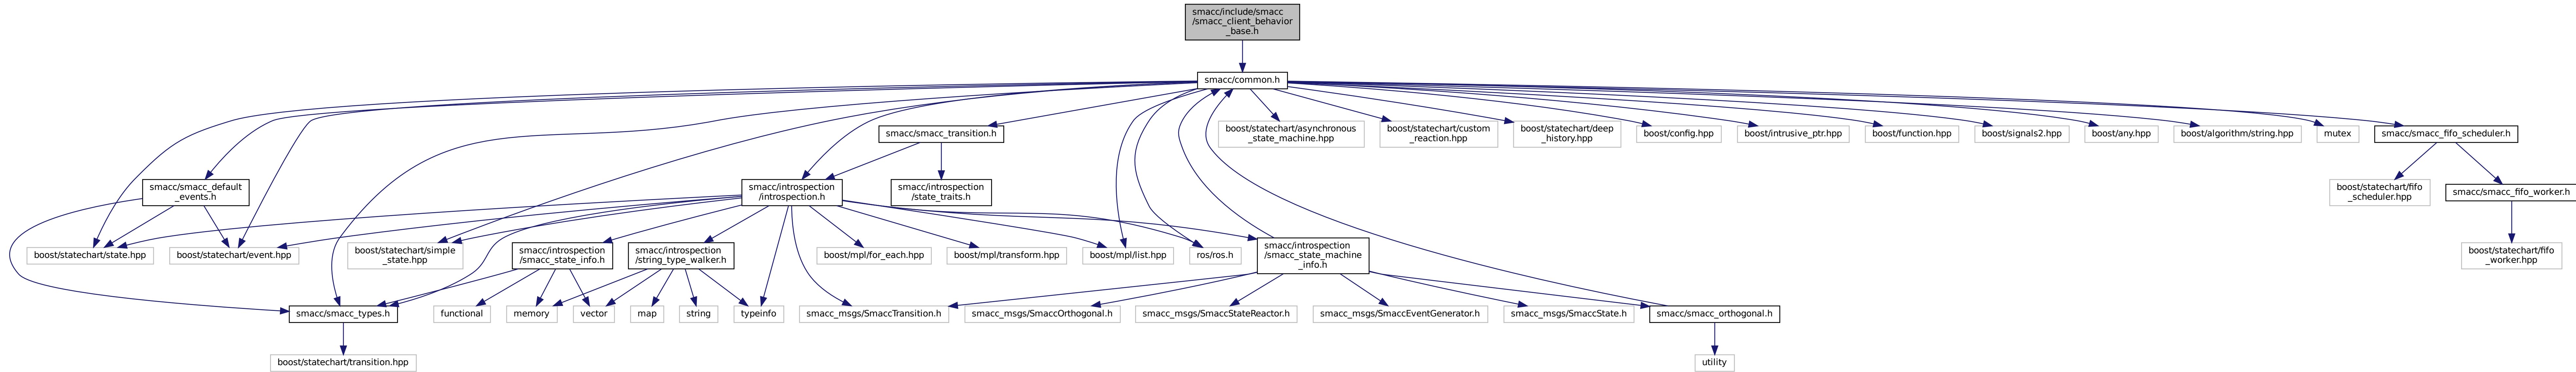 smacc/include/smacc
/smacc_client_behavior
_base.h
smacc/common.h
smacc/smacc_transition.h
boost/statechart/asynchronous
_state_machine.hpp
boost/statechart/custom
_reaction.hpp
boost/statechart/deep
_history.hpp
boost/config.hpp
boost/intrusive_ptr.hpp
boost/function.hpp
boost/signals2.hpp
boost/any.hpp
boost/algorithm/string.hpp
mutex
smacc/smacc_fifo_scheduler.h
smacc/smacc_default
_events.h
smacc/introspection
/introspection.h
smacc/introspection
/state_traits.h
boost/statechart/fifo
_scheduler.hpp
smacc/smacc_fifo_worker.h
boost/statechart/state.hpp
boost/statechart/event.hpp
boost/statechart/simple
_state.hpp
smacc/introspection
/smacc_state_info.h
smacc/introspection
/string_type_walker.h
boost/mpl/for_each.hpp
boost/mpl/transform.hpp
boost/mpl/list.hpp
ros/ros.h
smacc/introspection
/smacc_state_machine
_info.h
boost/statechart/fifo
_worker.hpp
smacc/smacc_types.h
functional
memory
vector
map
string
typeinfo
smacc_msgs/SmaccTransition.h
smacc_msgs/SmaccOrthogonal.h
smacc_msgs/SmaccStateReactor.h
smacc_msgs/SmaccEventGenerator.h
smacc_msgs/SmaccState.h
smacc/smacc_orthogonal.h
boost/statechart/transition.hpp
utility